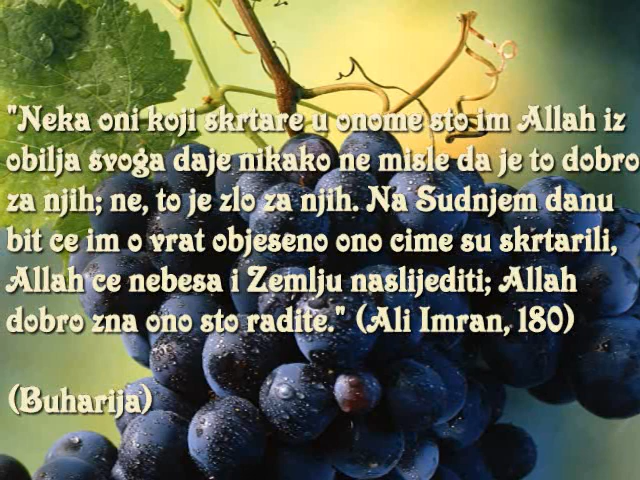 "Neka oni koji skrtare u onome sto im Allah iz
obilja svoga daje nikako ne misle da je to dobro
za njih; ne, to je zlo za njih. Na Sudnjem danu
bit ce im o vrat objeseno ono cime su skrtarili,
Allah ce nebesa i Zemlju naslijediti; Allah
dobro zna ono sto radite." (Ali Imran, 180)
(Buharija)